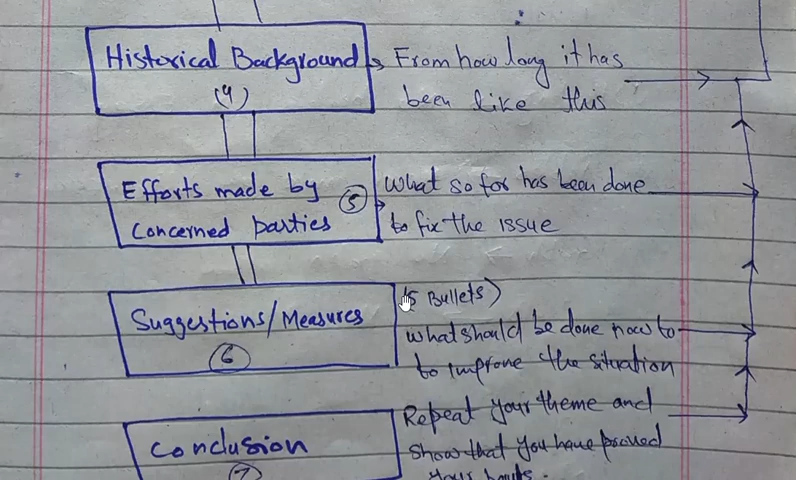 Historical Background
(4)
From how long it has
been like this
Efforts made by
Concerned parties
5
What so far has been done
to fix the issue
Suggestions/Measures
6
(5 Bullets)
what should be done now to
to improve the situation
Conclusion
7
Repeat your theme and
show that you have proved
your